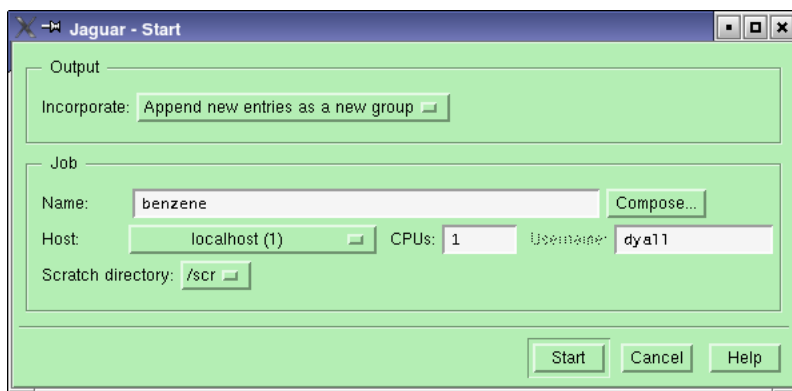 Jaguar - Start
Output
Incorporate: Append new entries as a new group
Job
Name: benzene Compose...
Host: localhost (1) CPUs: 1 Username: dyall
Scratch directory: /scr
Start Cancel Help